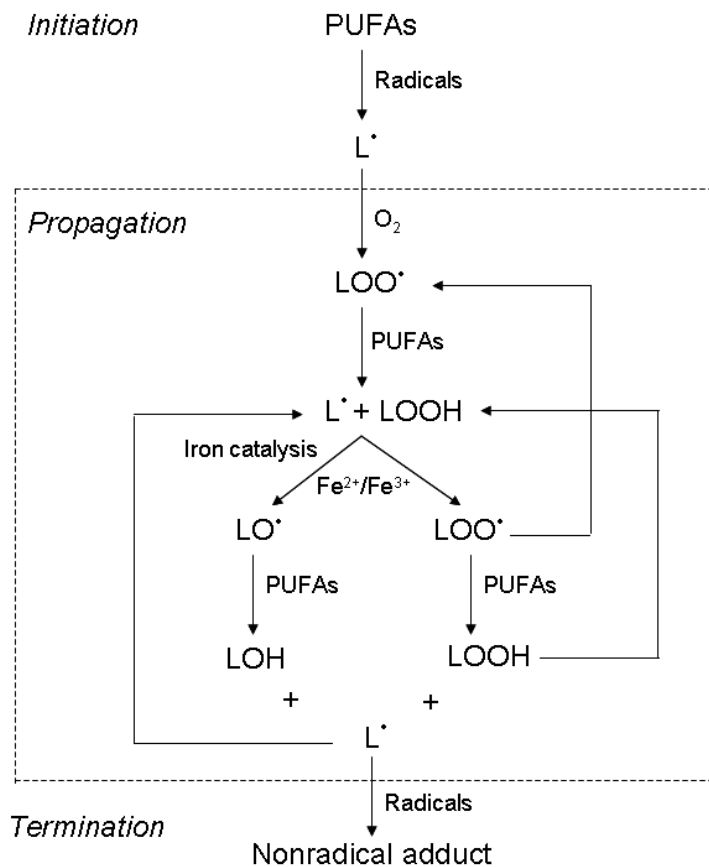 Initiation PUFAs
Radicals
L•
Propagation
O₂
LOO•
PUFAs
L• + LOOH
Iron catalysis
Fe²⁺/Fe³⁺
LO• LOO•
PUFAs PUFAs
LOH LOOH
+ +
L•
Radicals
Termination
Nonradical adduct